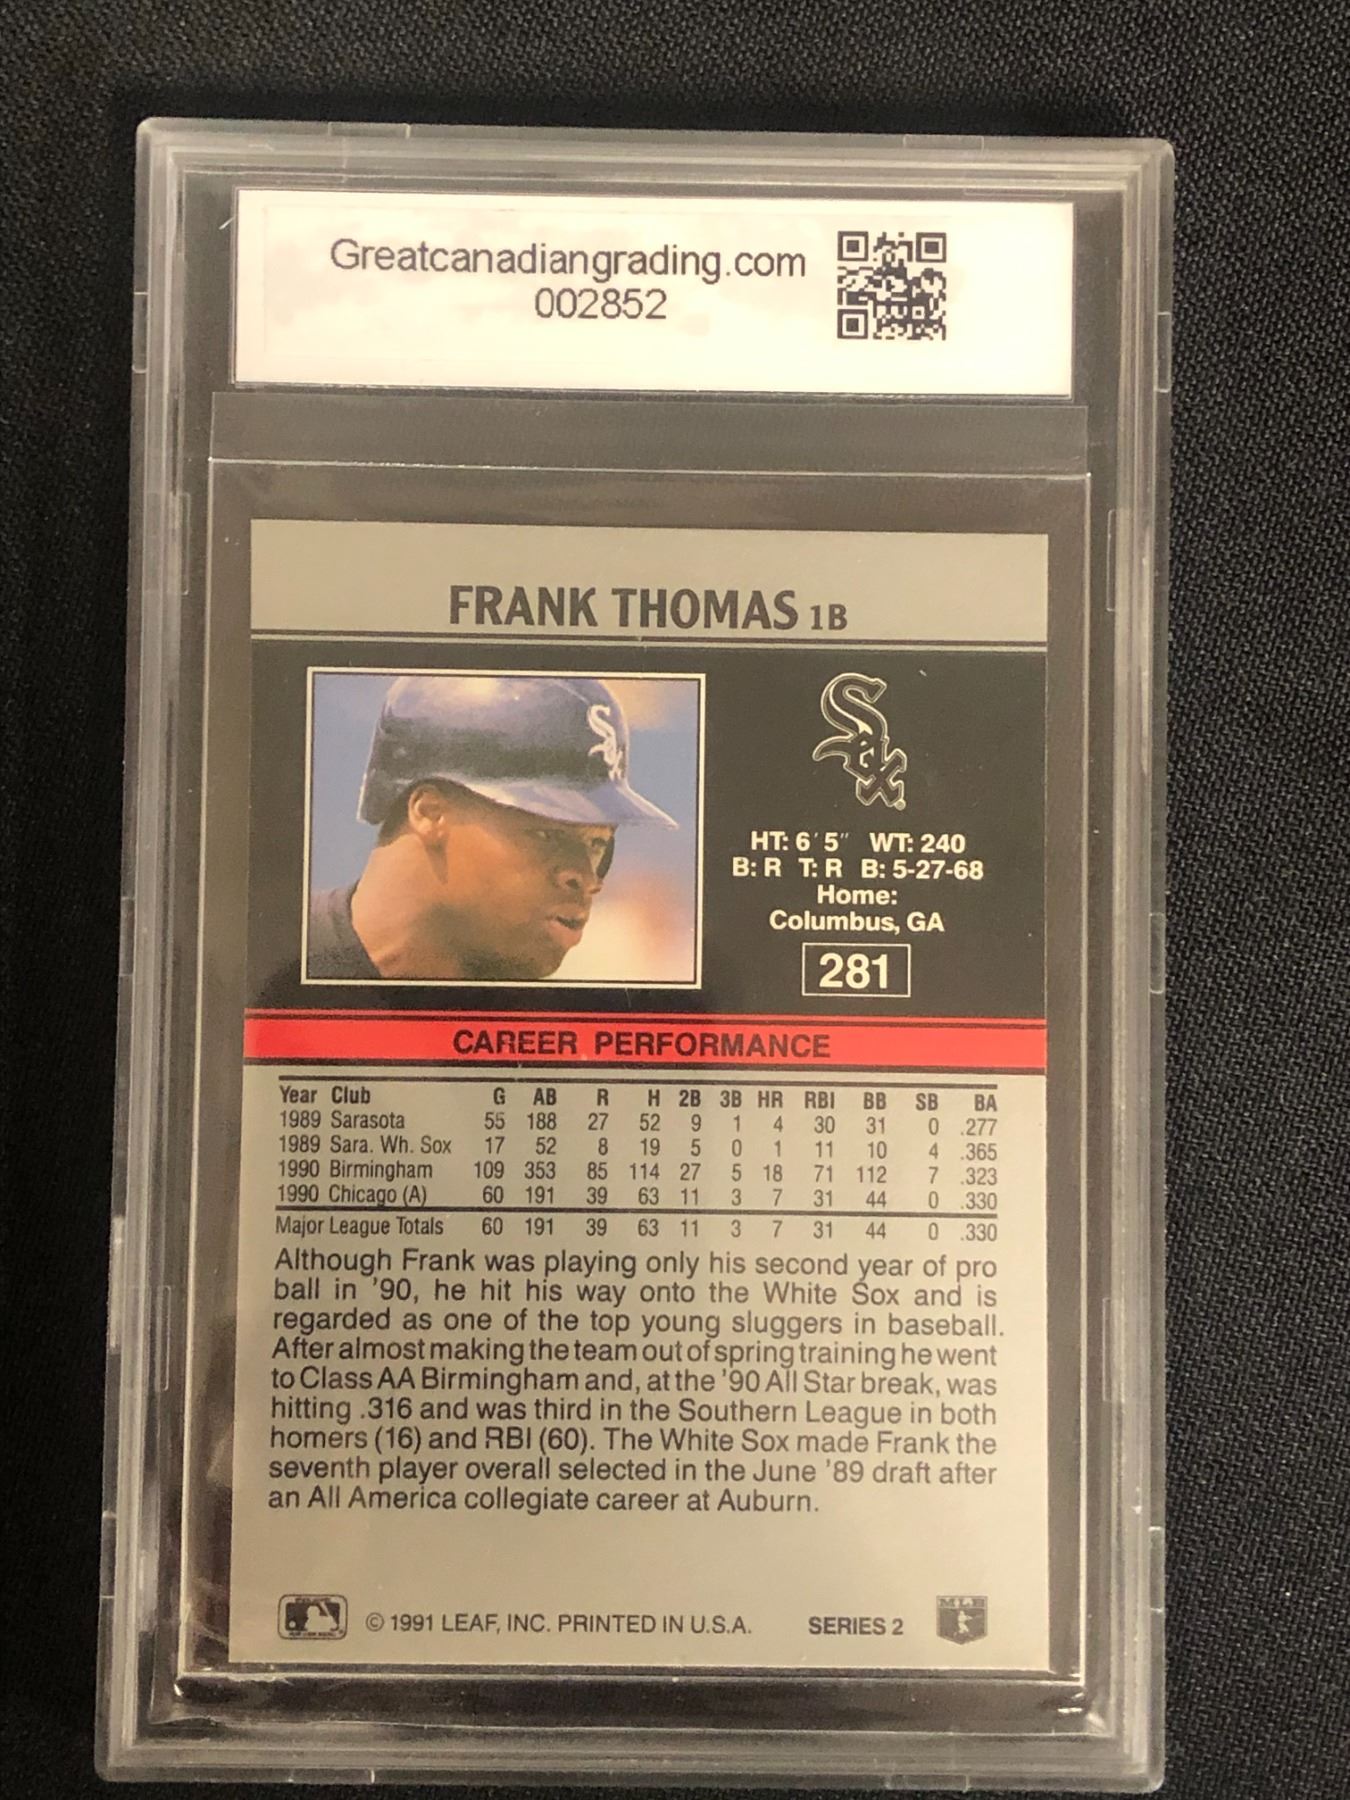 Greatcanadiangrading.com
002852
FRANK THOMAS 1B
Sox
Sox
HT: 6'5" WT: 240
B: R T: R B: 5-27-68
Home:
Columbus, GA
281
CAREER PERFORMANCE
Year Club G AB R H 2B 3B HR RBI BB SB BA
1989 Sarasota 55 188 27 52 9 1 4 30 31 0 .277
1989 Sara. Wh. Sox 17 52 8 19 5 0 1 11 10 4 .365
1990 Birmingham 109 353 85 114 27 5 18 71 112 7 .323
1990 Chicago (A) 60 191 39 63 11 3 7 31 44 0 .330
Major League Totals 60 191 39 63 11 3 7 31 44 0 .330
Although Frank was playing only his second year of pro
ball in '90, he hit his way onto the White Sox and is
regarded as one of the top young sluggers in baseball.
After almost making the team out of spring training he went
to Class AA Birmingham and, at the '90 All Star break, was
hitting .316 and was third in the Southern League in both
homers (16) and RBI (60). The White Sox made Frank the
seventh player overall selected in the June '89 draft after
an All America collegiate career at Auburn.
© 1991 LEAF, INC. PRINTED IN U.S.A. SERIES 2
MLB